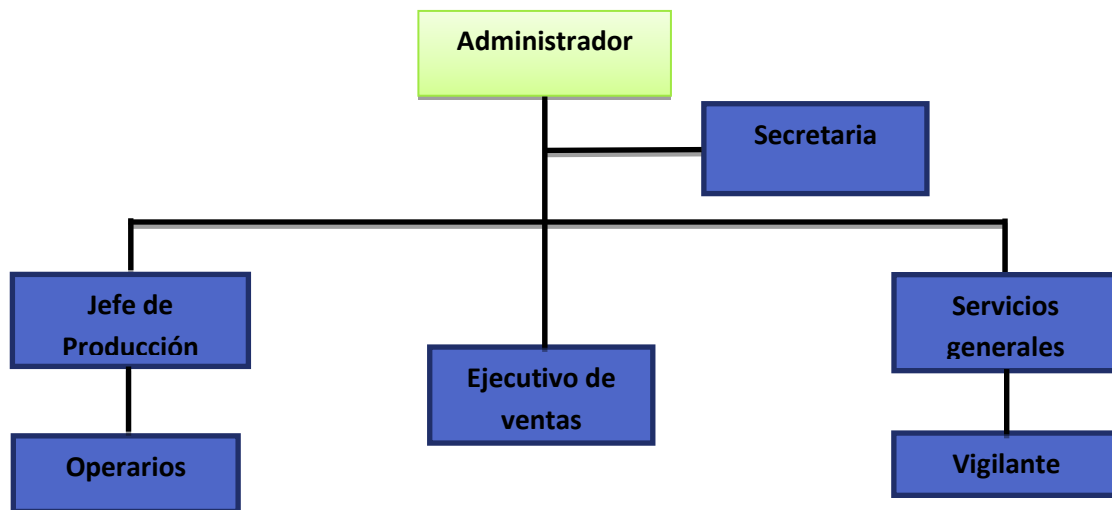 Administrador
Secretaria
Jefe de
Producción
Ejecutivo de
ventas
Servicios
generales
Operarios
Vigilante